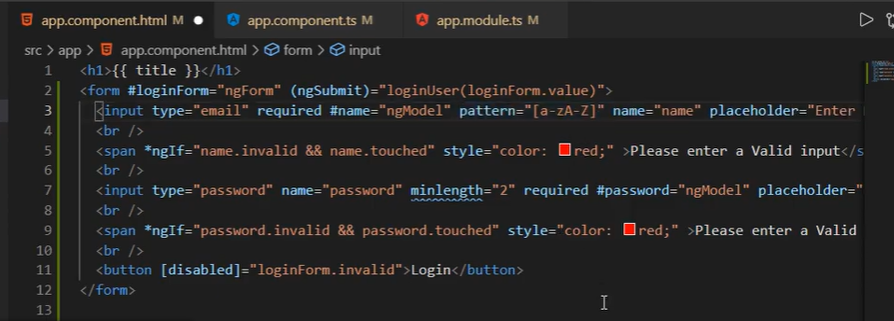 app.component.html M app.component.ts M app.module.ts M
src > app > app.component.html > form > input
1 <h1>{{ title }}</h1>
2 <form #loginForm="ngForm" (ngSubmit)="loginUser(loginForm.value)">
3 <input type="email" required #name="ngModel" pattern="[a-zA-Z]" name="name" placeholder="Enter
4 <br />
5 <span *ngIf="name.invalid && name.touched" style="color: red;" >Please enter a Valid input</s
6 <br />
7 <input type="password" name="password" minlength="2" required #password="ngModel" placeholder="
8 <br />
9 <span *ngIf="password.invalid && password.touched" style="color: red;" >Please enter a Valid
10 <br />
11 <button [disabled]="loginForm.invalid">Login</button>
12 </form>
13